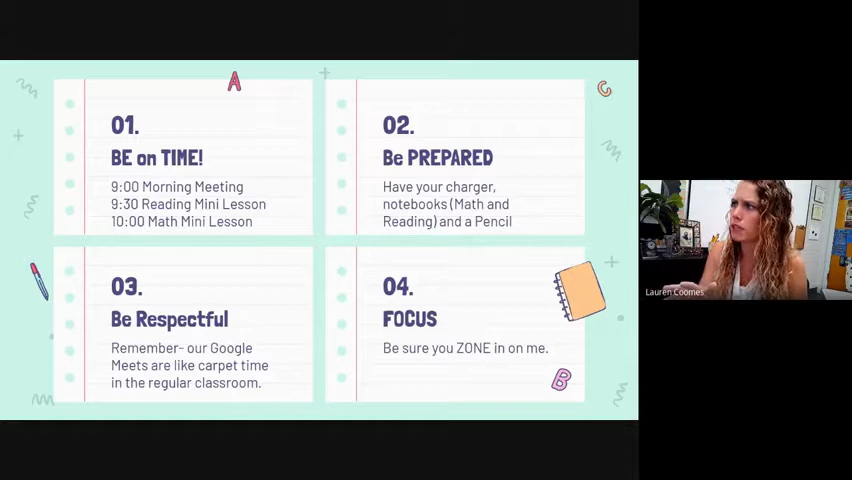 A
C
01.
BE on TIME!
9:00 Morning Meeting
9:30 Reading Mini Lesson
10:00 Math Mini Lesson
02.
Be PREPARED
Have your charger,
notebooks (Math and
Reading) and a Pencil
03.
Be Respectful
Remember- our Google
Meets are like carpet time
in the regular classroom.
04.
FOCUS
Be sure you ZONE in on me.
B
Lauren Coomes